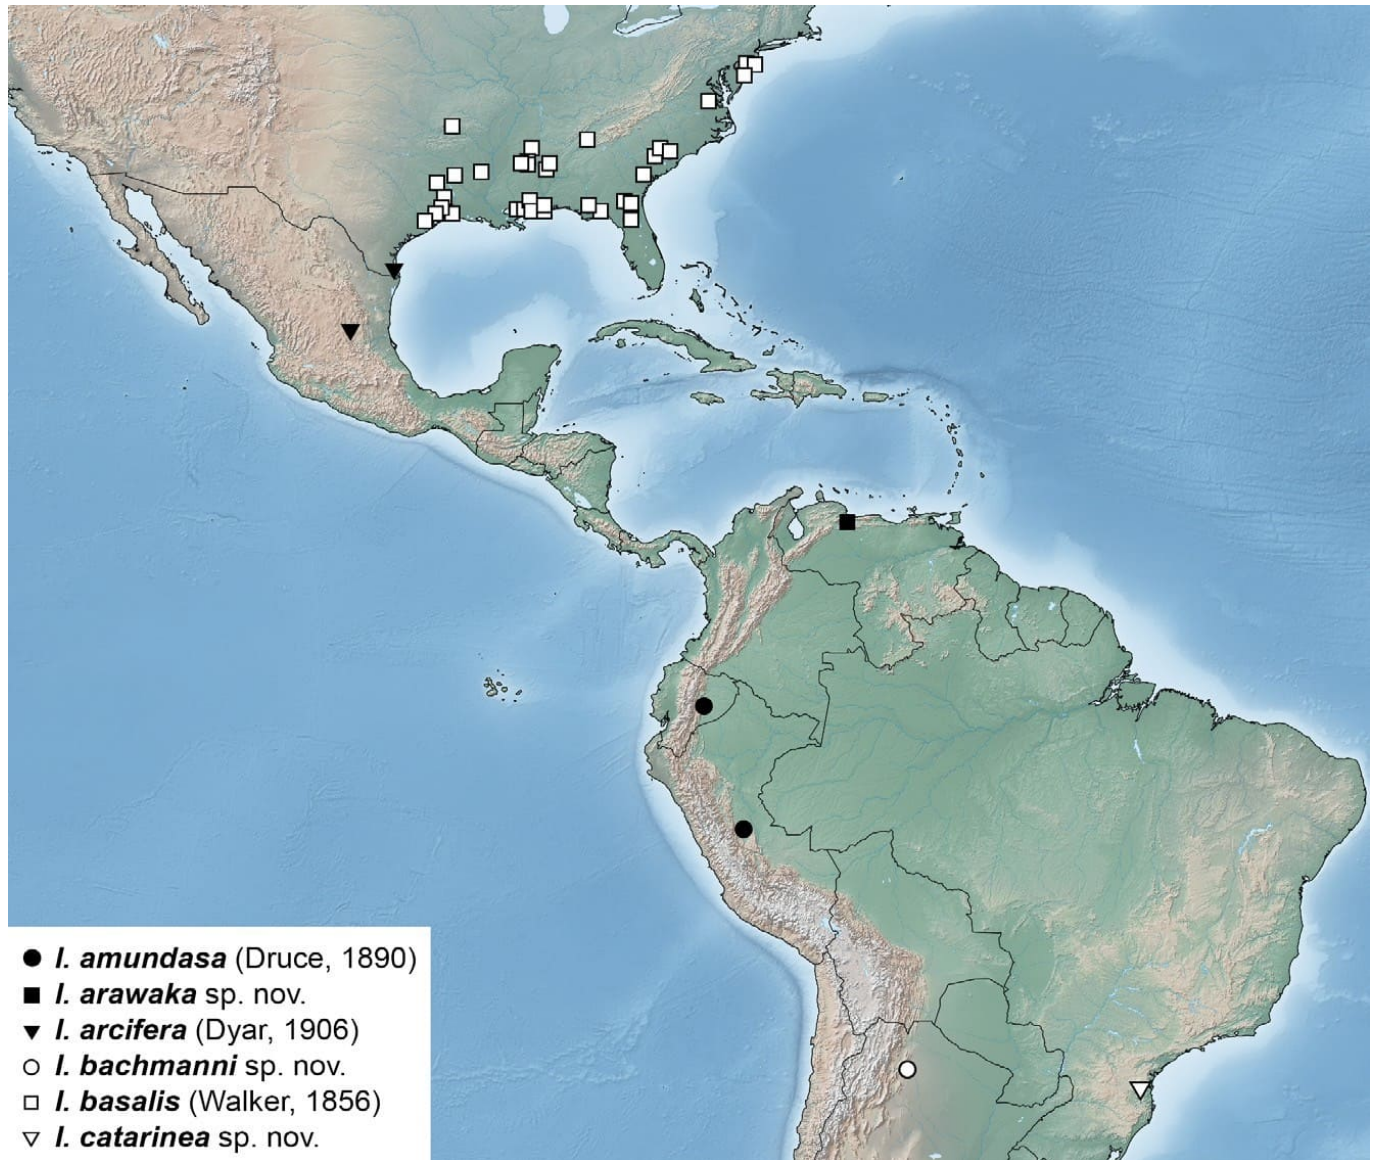 I. amundasa (Druce, 1890)
I. arawaka sp. nov.
I. arcifera (Dyar, 1906)
I. bachmanni sp. nov.
I. basalis (Walker, 1856)
I. catarinea sp. nov.